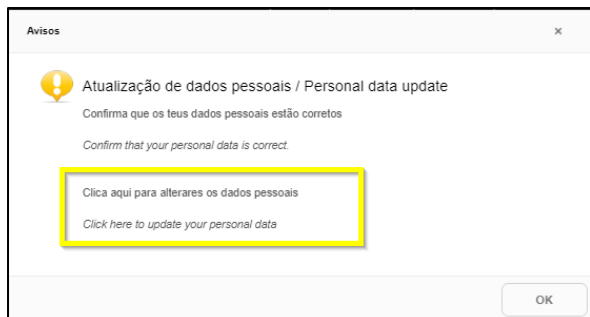 Avisos
Atualização de dados pessoais / Personal data update
Confirma que os teus dados pessoais estão corretos
Confirm that your personal data is correct.
Clica aqui para alterares os dados pessoais
Click here to update your personal data
OK